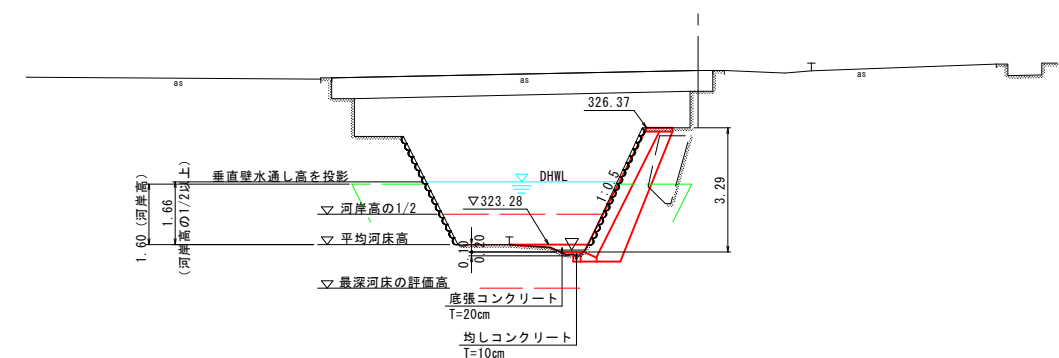 as
as
as
326.37
垂直壁水通し高を投影
DHWL
1:0.5
3.29
1.60 (河岸高)
1.66
(河岸高の1/2以上)
▽ 河岸高の1/2
▽323.28
▽ 平均河床高
0.10
0.20
▽ 最深河床の評価高
底張コンクリート
T=20㎝
均しコンクリート
T=10㎝